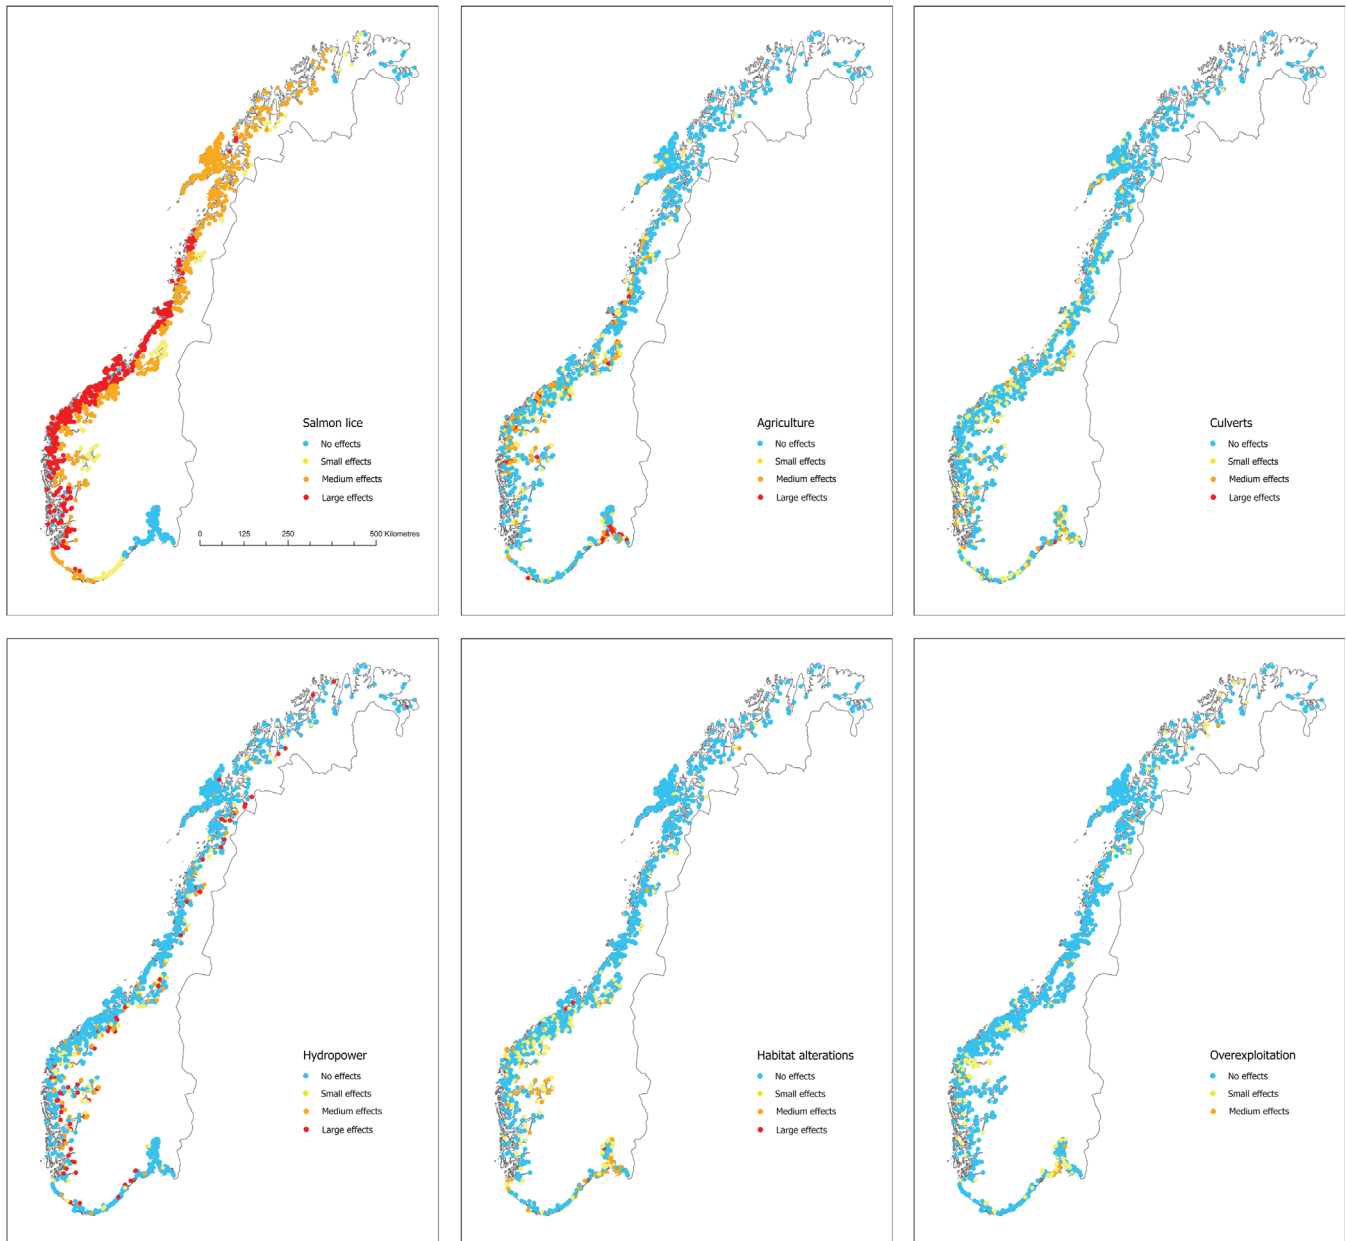 Salmon lice
No effects
Small effects
Medium effects
Large effects
0 125 250 500 Kilometres
Agriculture
No effects
Small effects
Medium effects
Large effects
Culverts
No effects
Small effects
Medium effects
Large effects
Hydropower
No effects
Small effects
Medium effects
Large effects
Habitat alterations
No effects
Small effects
Medium effects
Large effects
Overexploitation
No effects
Small effects
Medium effects